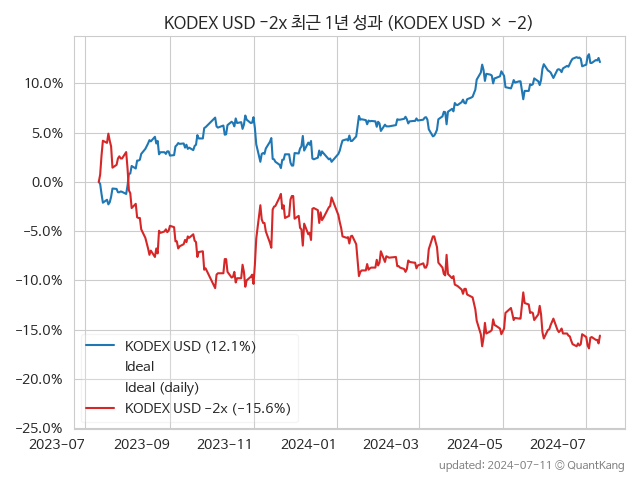 KODEX USD −2x 최근 1년 성과 (KODEX USD × −2)
10.0%
5.0%
0.0%
−5.0%
−10.0%
−15.0%
−20.0%
−25.0%
KODEX USD (12.1%)
Ideal
Ideal (daily)
KODEX USD −2x (−15.6%)
2023−07 2023−09 2023−11 2024−01 2024−03 2024−05 2024−07
updated: 2024−07−11 © QuantKang